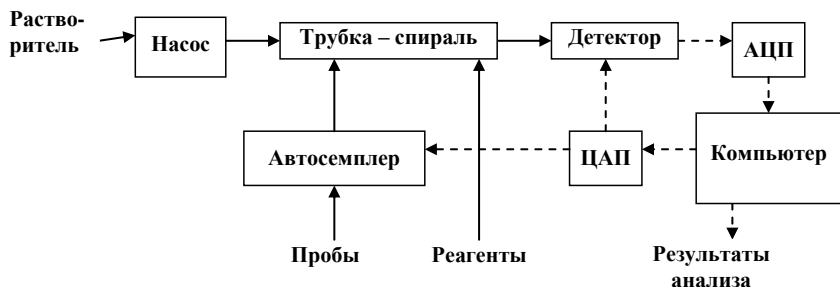 Раство-
ритель
Насос
Трубка – спираль
Детектор
АЦП
Автосемплер
ЦАП
Компьютер
Пробы
Реагенты
Результаты
анализа